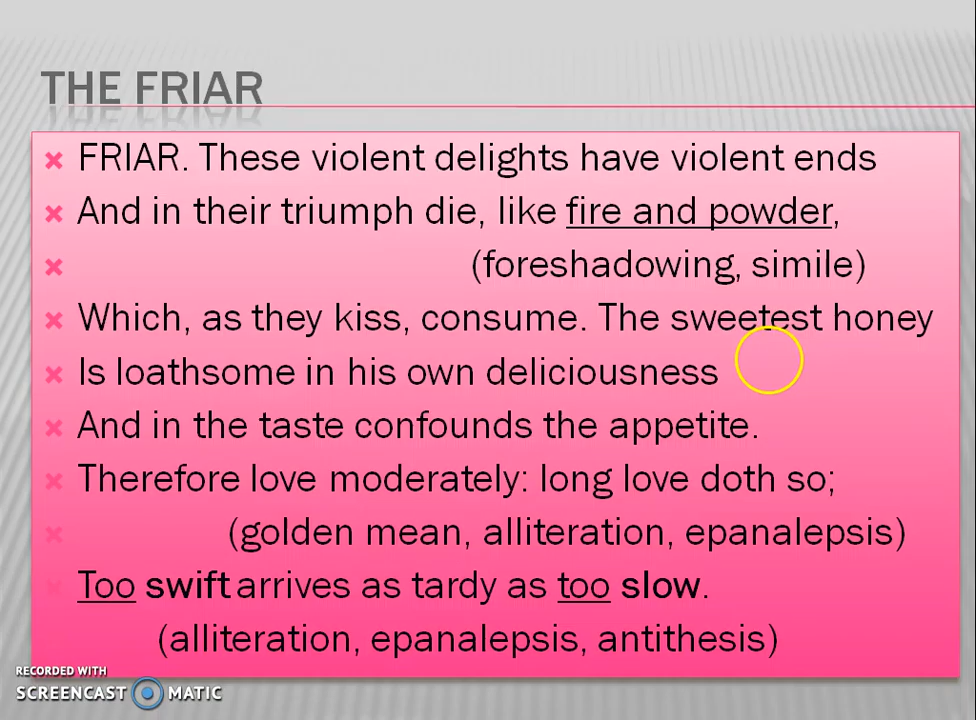 THE FRIAR
FRIAR. These violent delights have violent ends
And in their triumph die, like fire and powder,
(foreshadowing, simile)
Which, as they kiss, consume. The sweetest honey
Is loathsome in his own deliciousness
And in the taste confounds the appetite.
Therefore love moderately: long love doth so;
(golden mean, alliteration, epanalepsis)
Too swift arrives as tardy as too slow.
(alliteration, epanalepsis, antithesis)
RECORDED WITH
SCREENCAST MATIC